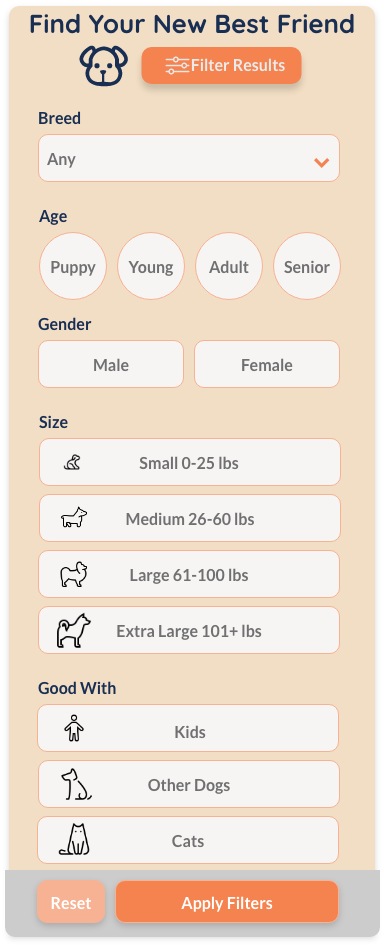 Find Your New Best Friend
Filter Results
Breed
Any
Age
Puppy Young Adult Senior
Gender
Male Female
Size
Small 0-25 lbs
Medium 26-60 lbs
Large 61-100 lbs
Extra Large 101+ lbs
Good With
Kids
Other Dogs
Cats
Reset Apply Filters